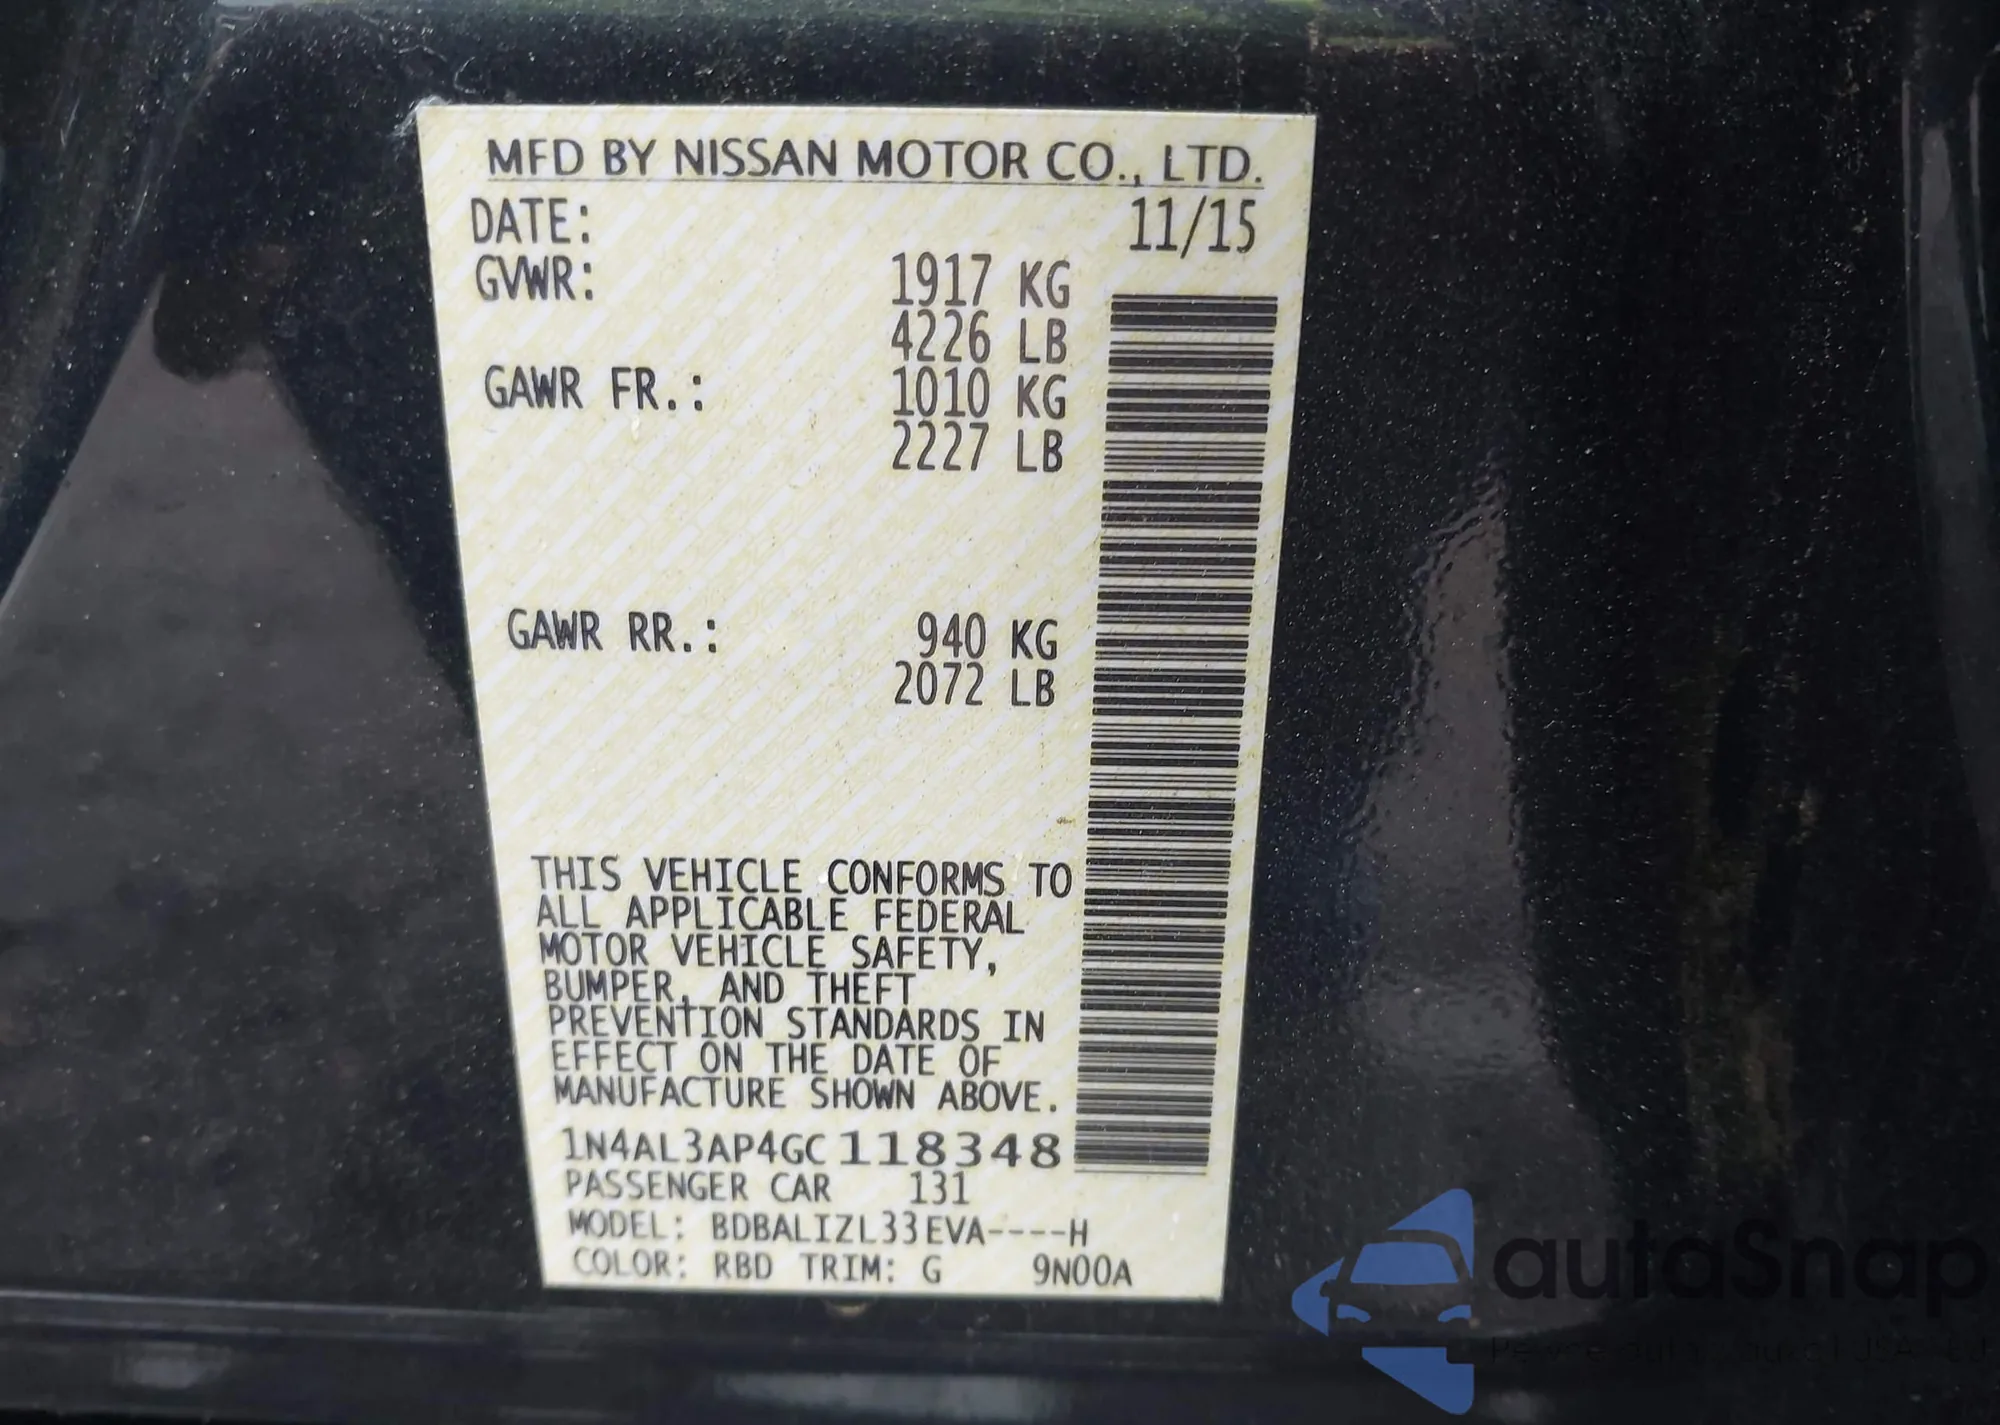 MFD BY NISSAN MOTOR CO., LTD.
DATE: 11/15
GVWR: 1917 KG
4226 LB
GAWR FR.: 1010 KG
2227 LB
GAWR RR.: 940 KG
2072 LB
THIS VEHICLE CONFORMS TO
ALL APPLICABLE FEDERAL
MOTOR VEHICLE SAFETY,
BUMPER, AND THEFT
PREVENTION STANDARDS IN
EFFECT ON THE DATE OF
MANUFACTURE SHOWN ABOVE.
1N4AL3AP4GC118348
PASSENGER CAR 131
MODEL: BDBALIZL33EVA----H
COLOR: RBD TRIM: G 9N00A
autaSnap